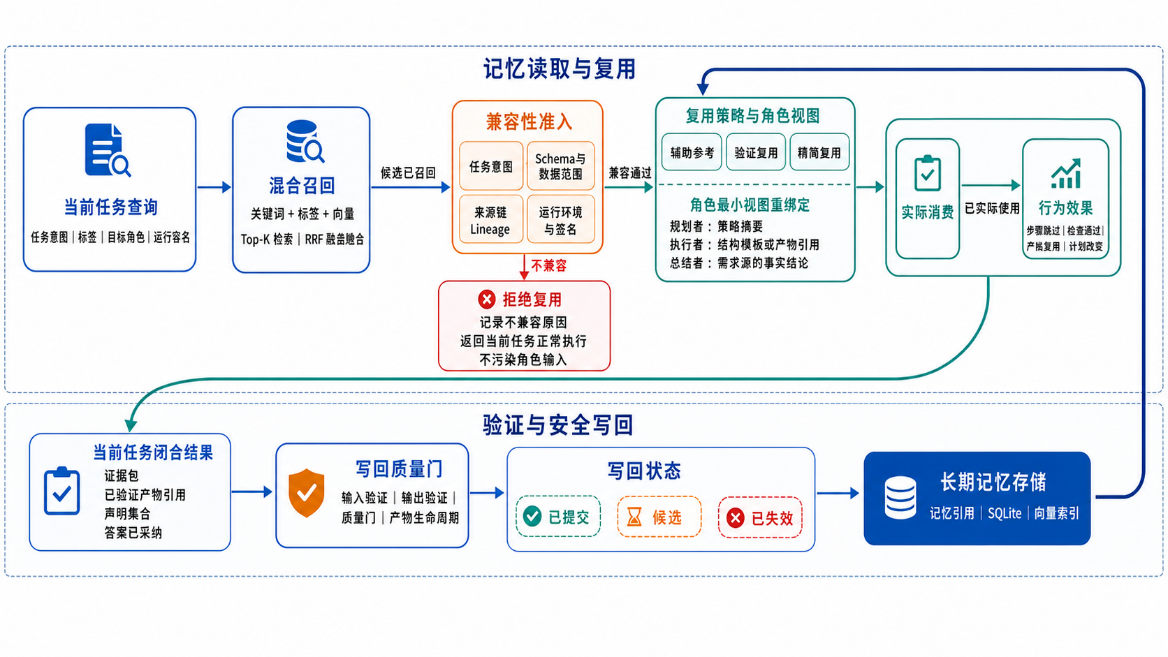 记忆读取与复用
当前任务查询
任务意图 | 标签 | 目标角色 | 运行容名
混合召回
关键词 + 标签 + 向量
Top-K 检索 | RRF
候选已召回
兼容性准入
任务意图
Schema与
数据范围
来源链
Lineage
运行环境
与签名
不兼容
拒绝复用
记录不兼容原因
返回当前任务正常执行
不污染角色输入
兼容通过
复用策略与角色视图
辅助参考
验证复用
精简复用
角色最小视图重绑定
规划者：策略摘要
执行者：结构模板或产物引用
总结者：需求源的事实结论
实际消费
已实际使用
行为效果
步骤跳过 | 检查通过 |
复用 | 计划改变
验证与安全写回
当前任务闭合结果
证据包
已验证产物引用
声明集合
答案已采纳
写回质量门
输入验证 | 输出验证 |
质量门 | 产物生命周期
写回状态
已提交
候选
已失效
长期记忆存储
记忆引用 | SQLite | 向量索引